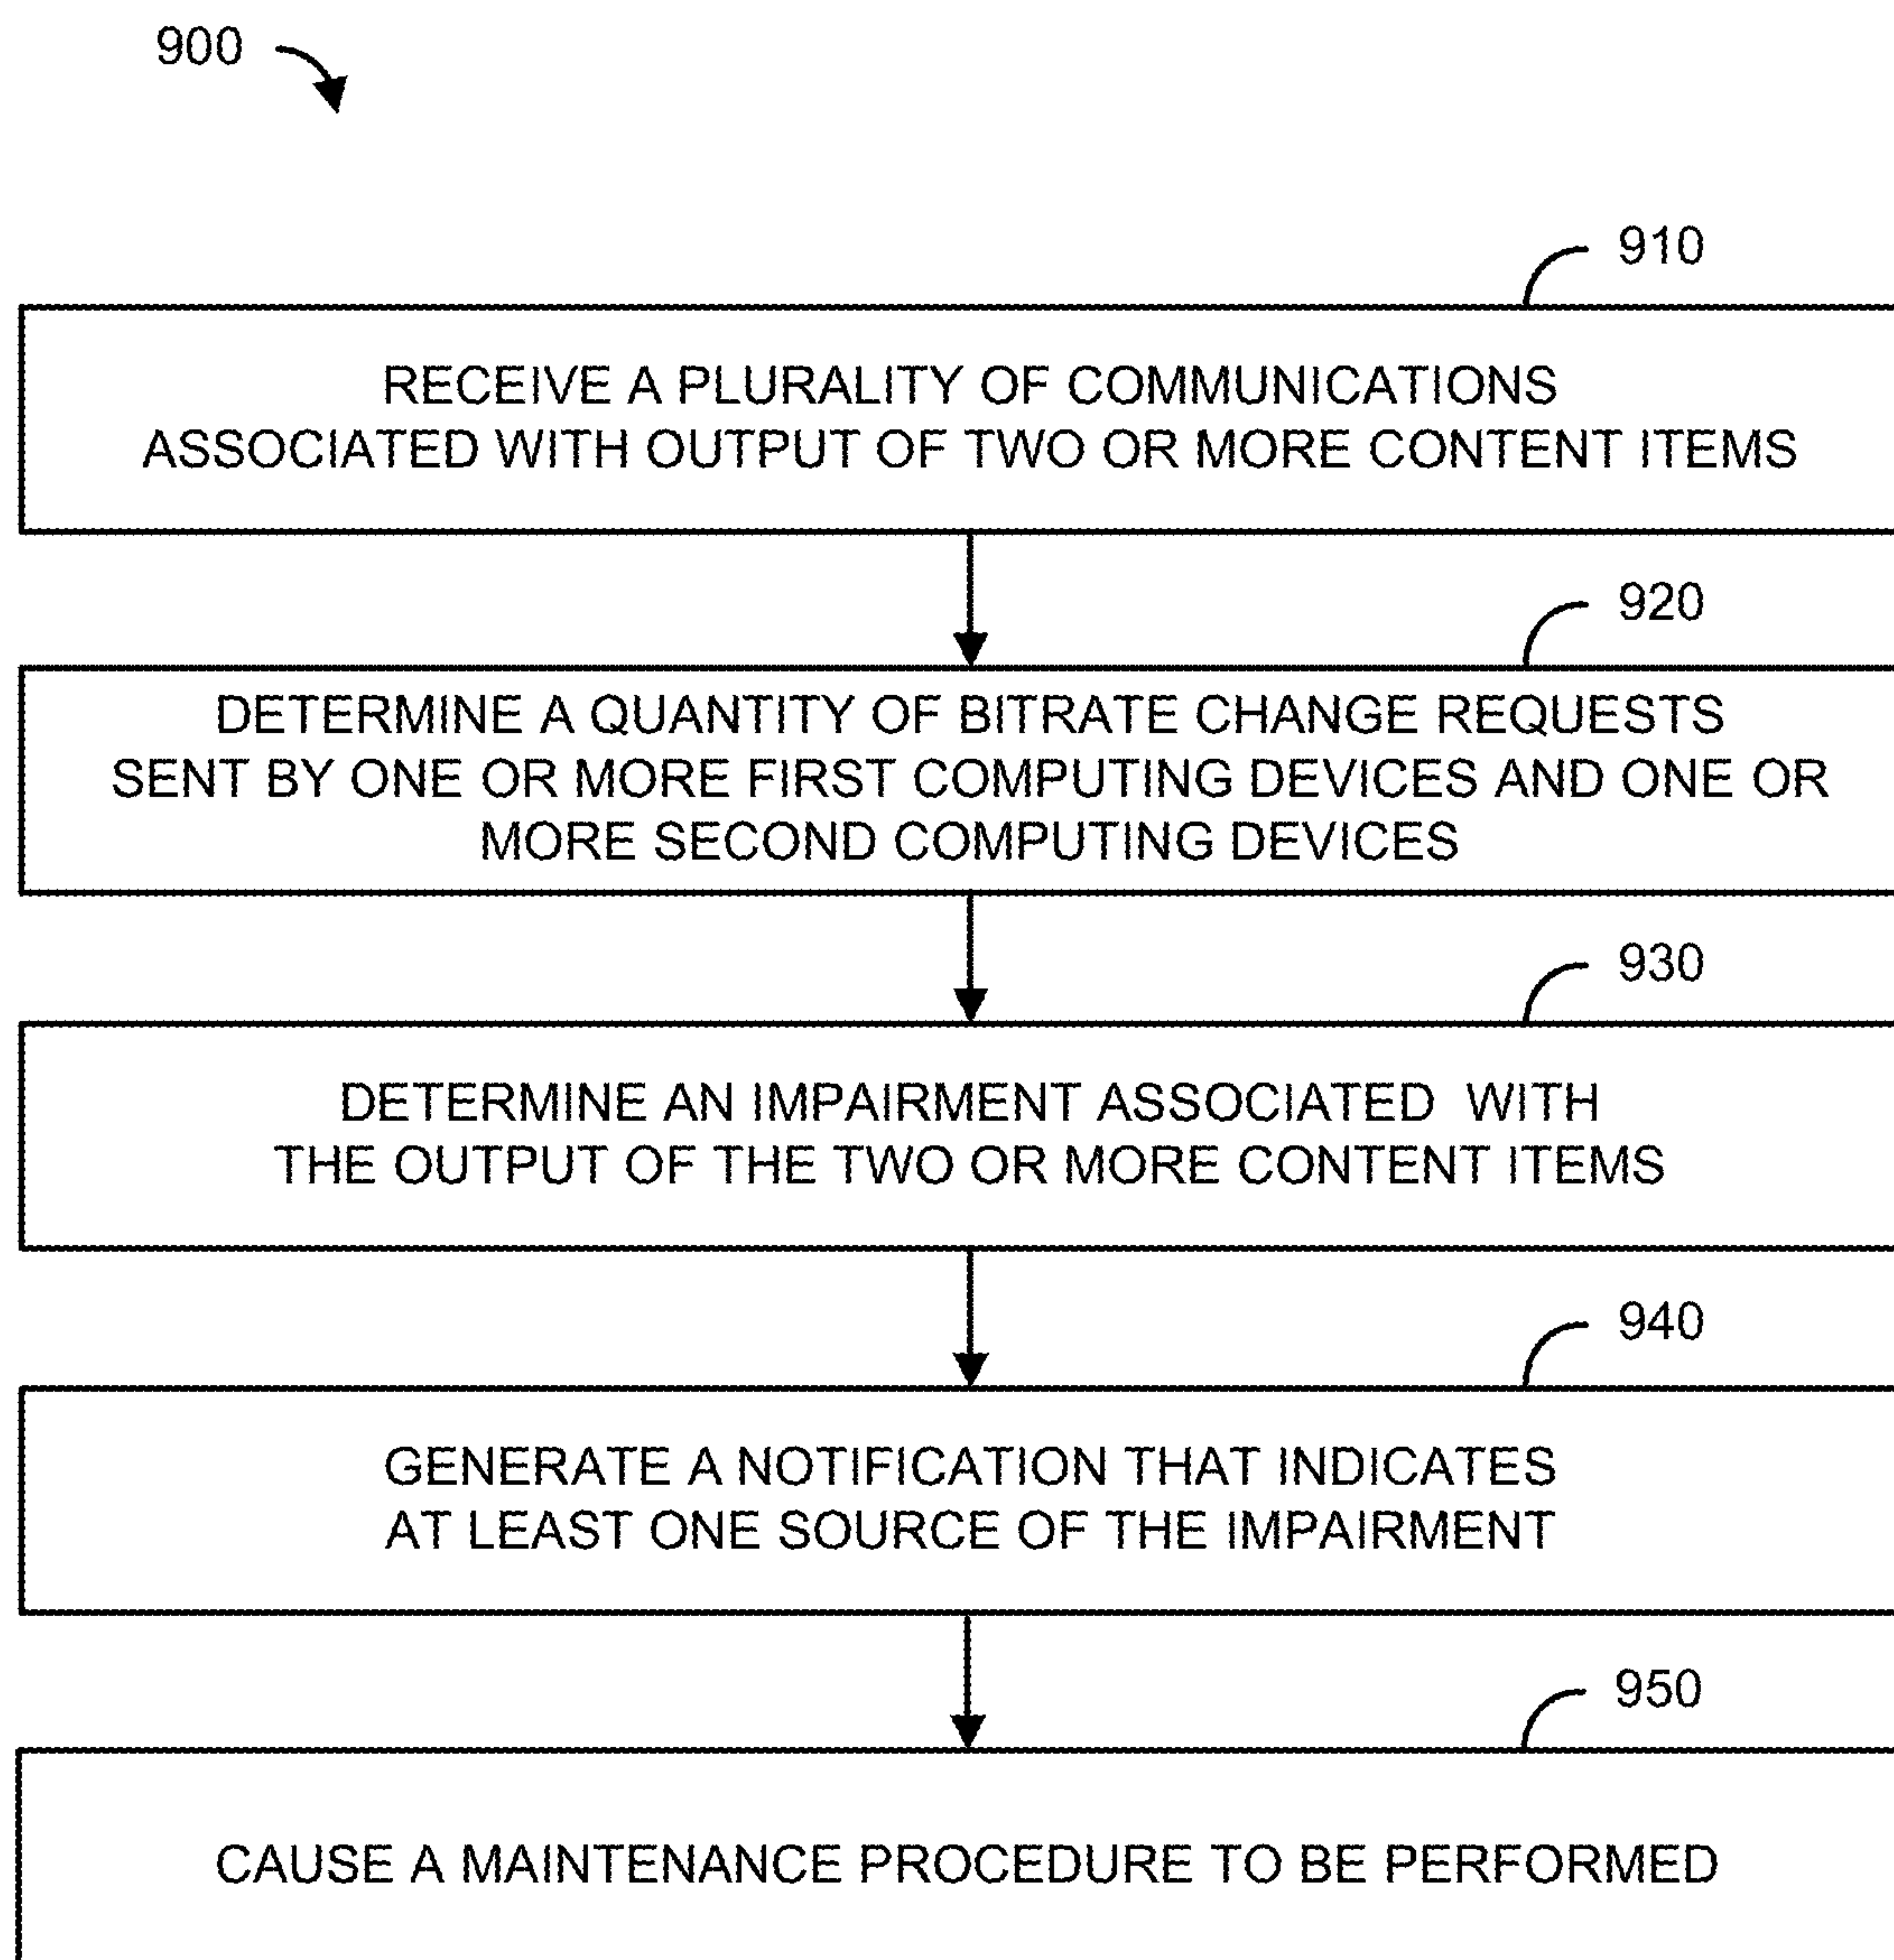 900
910
RECEIVE A PLURALITY OF COMMUNICATIONS
ASSOCIATED WITH OUTPUT OF TWO OR MORE CONTENT ITEMS
920
DETERMINE A QUANTITY OF BITRATE CHANGE REQUESTS
SENT BY ONE OR MORE FIRST COMPUTING DEVICES AND ONE OR
MORE SECOND COMPUTING DEVICES
930
DETERMINE AN IMPAIRMENT ASSOCIATED WITH
THE OUTPUT OF THE TWO OR MORE CONTENT ITEMS
940
GENERATE A NOTIFICATION THAT INDICATES
AT LEAST ONE SOURCE OF THE IMPAIRMENT
950
CAUSE A MAINTENANCE PROCEDURE TO BE PERFORMED